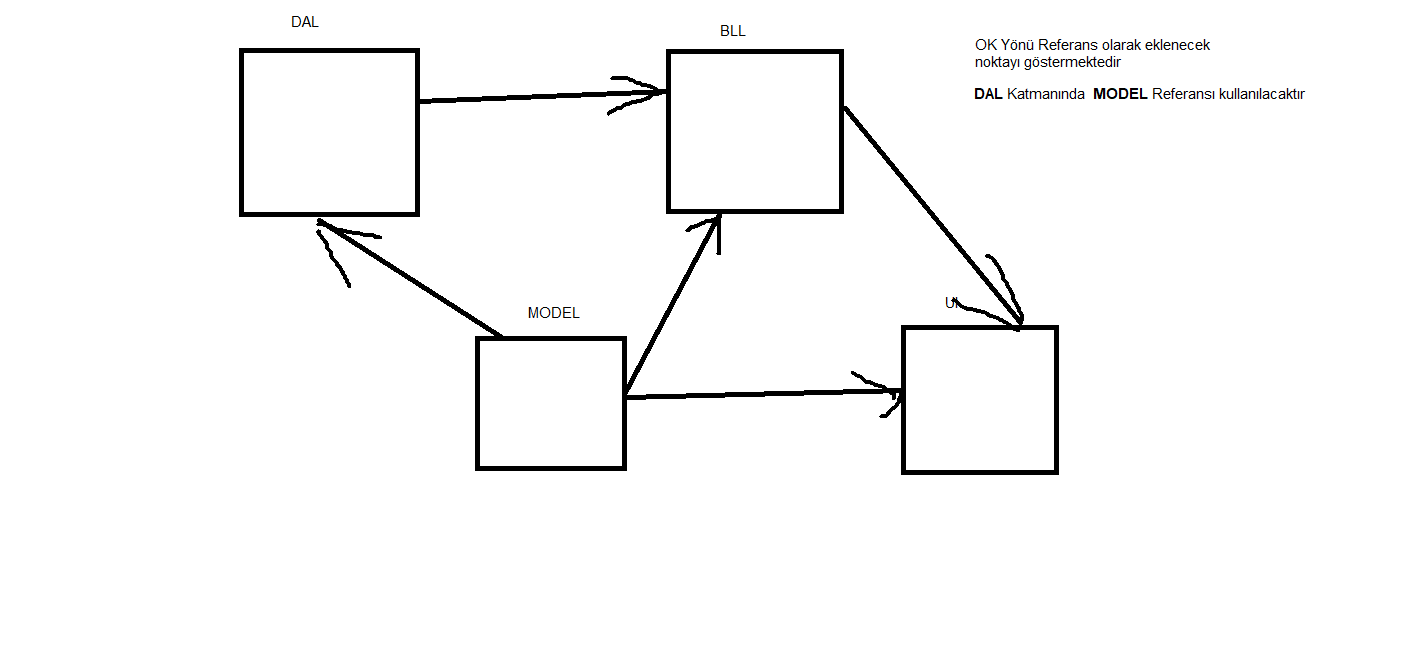 DAL
BLL
OK Yönü Referans olarak eklenecek
noktayı göstermektedir
DAL Katmanında MODEL Referansı kullanılacaktır
MODEL
UI